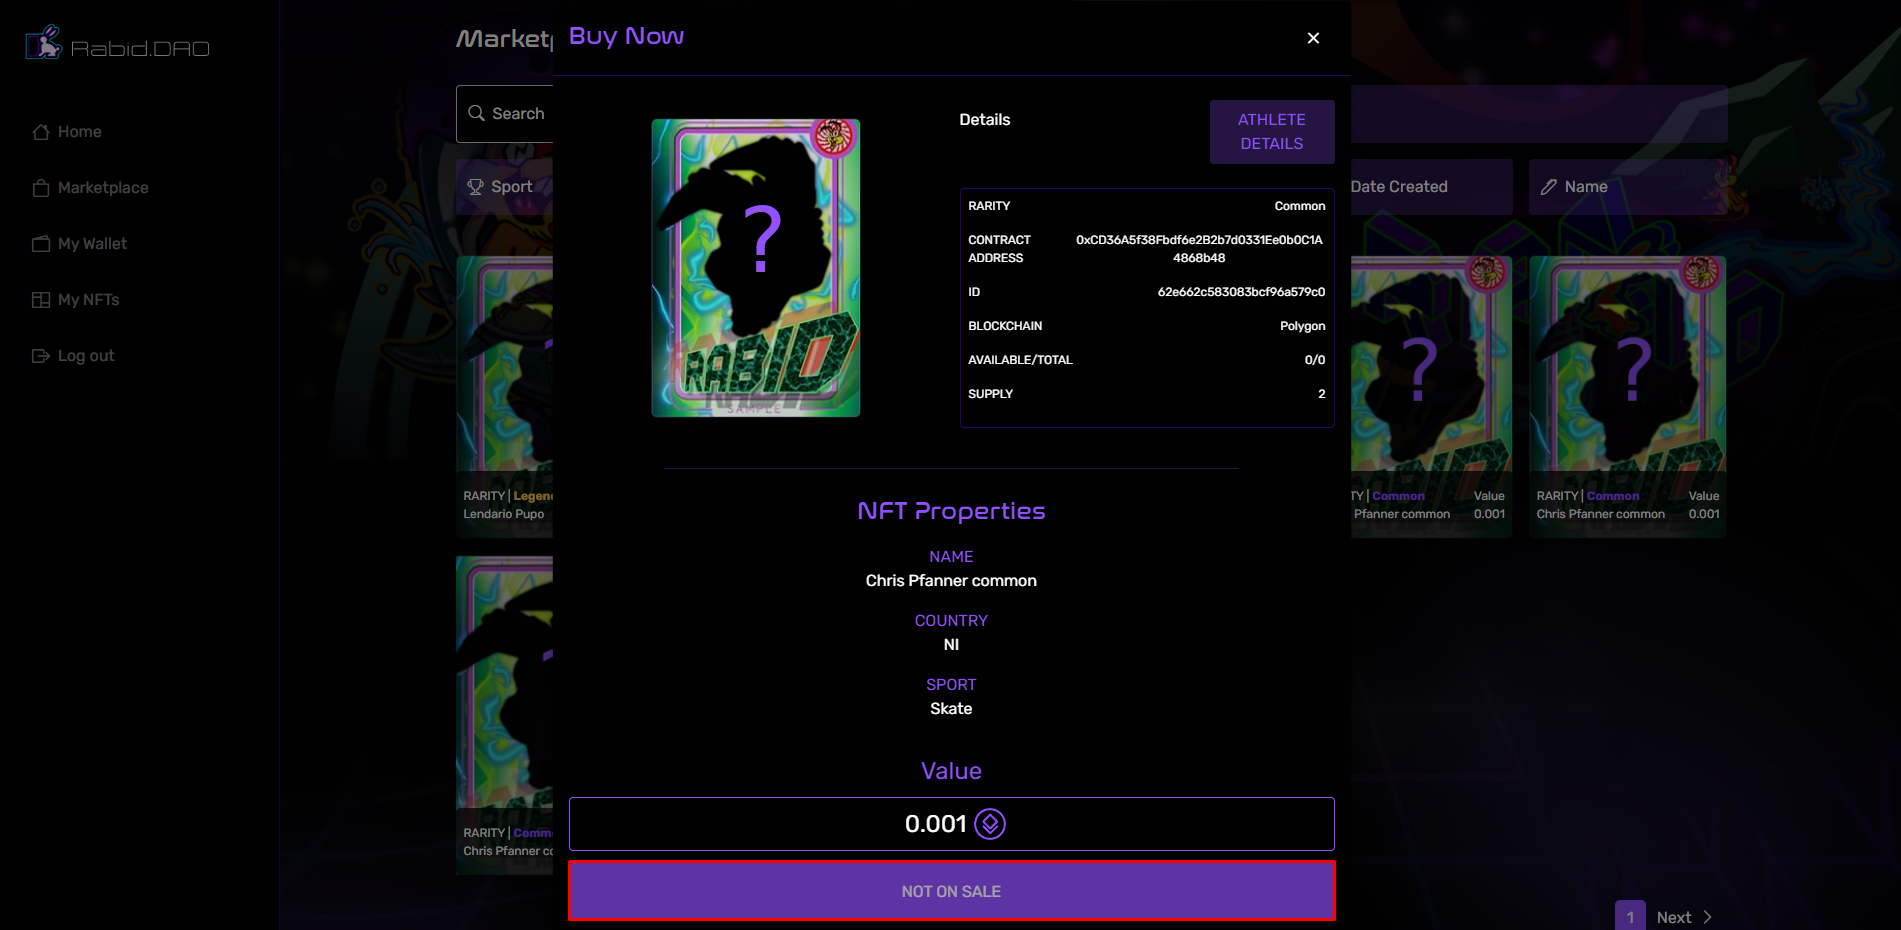 Rabid.DAO
Home
Marketplace
My Wallet
My NFTs
Log out
Marketp
Search
Sport
Date Created
Name
Buy Now
Details
ATHLETE
DETAILS
RABID
SAMPLE
RARITY Common
CONTRACT ADDRESS 0xCD36A5f38Fbdf6e2B2b7d0331Ee0b0C1A
4868b48
ID 62e662c583083bcf96a579c0
BLOCKCHAIN Polygon
AVAILABLE/TOTAL 0/0
SUPPLY 2
NFT Properties
NAME
Chris Pfanner common
COUNTRY
NI
SPORT
Skate
Value
0.001
NOT ON SALE
RARITY | Legen
Lendario Pupo
TY | Common Value
Pfanner common 0.001
RARITY | Common Value
Chris Pfanner common 0.001
RARITY | Comm
Chris Pfanner co
1 Next